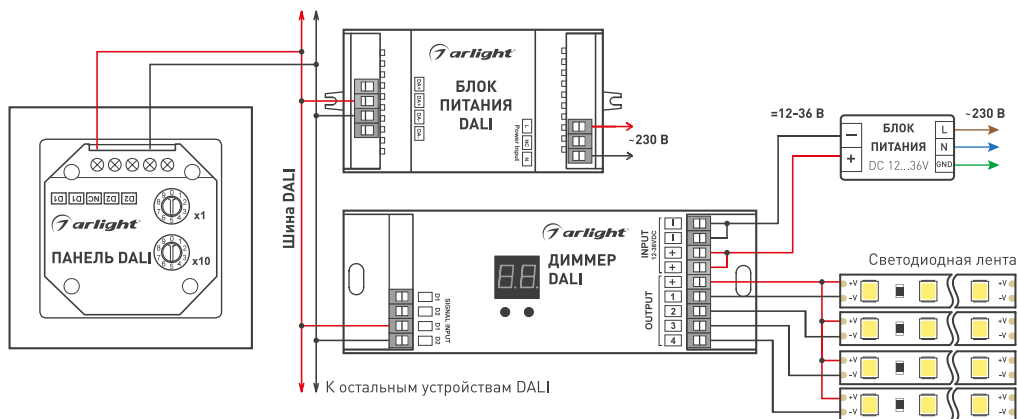 arlight
БЛОК
ПИТАНИЯ
DALI
DA+
DA+
DA-
DA-
L
NC
N
Power Input
~230 В
=12-36 В
~230 В
БЛОК
ПИТАНИЯ
DC 12...36V
−
+
L
N
GND
D1
D1
NC
D2
D2
arlight
ПАНЕЛЬ DALI
x1
x10
Шина DALI
arlight
ДИММЕР
DALI
88
D1
D2
D1
D2
SIGNAL INPUT
INPUT
12-36VDC
−
−
+
+
OUTPUT
+
1
2
3
4
Светодиодная лента
+V
−V
+V
−V
+V
−V
+V
−V
+V
−V
+V
−V
+V
−V
+V
−V
К остальным устройствам DALI